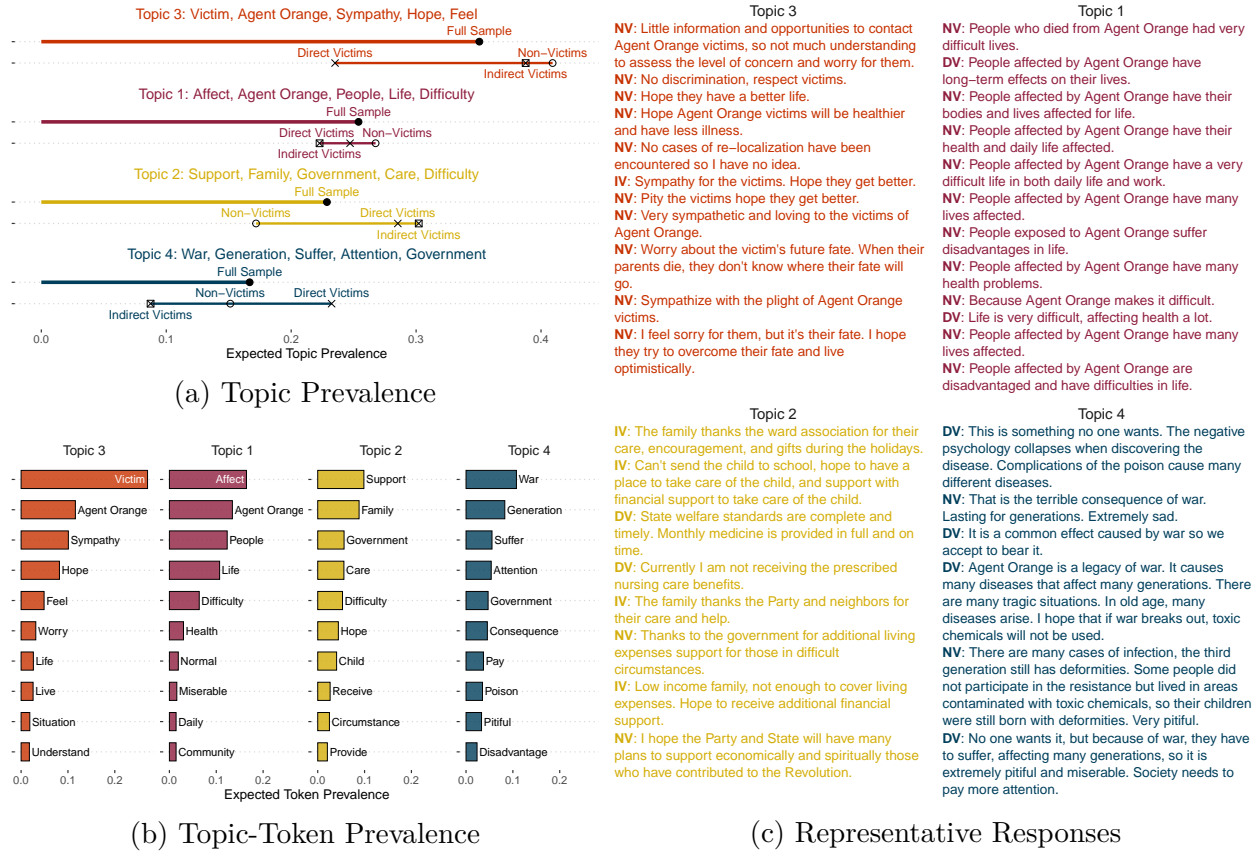 Topic 3: Victim, Agent Orange, Sympathy, Hope, Feel
Full Sample
Direct Victims
Non−Victims
Indirect Victims
Topic 1: Affect, Agent Orange, People, Life, Difficulty
Full Sample
Direct Victims
Non−Victims
Indirect Victims
Topic 2: Support, Family, Government, Care, Difficulty
Full Sample
Non−Victims
Direct Victims
Indirect Victims
Topic 4: War, Generation, Suffer, Attention, Government
Full Sample
Non−Victims
Direct Victims
Indirect Victims
0.0 0.1 0.2 0.3 0.4
Expected Topic Prevalence
(a) Topic Prevalence
Topic 3
Victim
Agent Orange
Sympathy
Hope
Feel
Worry
Life
Live
Situation
Understand
0.0 0.1 0.2
Topic 1
Affect
Agent Orange
People
Life
Difficulty
Health
Normal
Miserable
Daily
Community
0.0 0.1 0.2
Topic 2
Support
Family
Government
Care
Difficulty
Hope
Child
Receive
Circumstance
Provide
0.0 0.1 0.2
Topic 4
War
Generation
Suffer
Attention
Government
Consequence
Pay
Poison
Pitiful
Disadvantage
0.0 0.1 0.2
Expected Token Prevalence
(b) Topic-Token Prevalence
Topic 3
NV: Little information and opportunities to contact
Agent Orange victims, so not much understanding
to assess the level of concern and worry for them.
NV: No discrimination, respect victims.
NV: Hope they have a better life.
NV: Hope Agent Orange victims will be healthier
and have less illness.
NV: No cases of re−localization have been
encountered so I have no idea.
IV: Sympathy for the victims. Hope they get better.
NV: Pity the victims hope they get better.
NV: Very sympathetic and loving to the victims of
Agent Orange.
NV: Worry about the victim's future fate. When their
parents die, they don't know where their fate will
go.
NV: Sympathize with the plight of Agent Orange
victims.
NV: I feel sorry for them, but it's their fate. I hope
they try to overcome their fate and live
optimistically.
Topic 1
NV: People who died from Agent Orange had very
difficult lives.
DV: People affected by Agent Orange have
long−term effects on their lives.
NV: People affected by Agent Orange have their
bodies and lives affected for life.
NV: People affected by Agent Orange have their
health and daily life affected.
NV: People affected by Agent Orange have a very
difficult life in both daily life and work.
NV: People affected by Agent Orange have many
lives affected.
NV: People exposed to Agent Orange suffer
disadvantages in life.
NV: People affected by Agent Orange have many
health problems.
NV: Because Agent Orange makes it difficult.
DV: Life is very difficult, affecting health a lot.
NV: People affected by Agent Orange have many
lives affected.
NV: People affected by Agent Orange are
disadvantaged and have difficulties in life.
Topic 2
IV: The family thanks the ward association for their
care, encouragement, and gifts during the holidays.
IV: Can't send the child to school, hope to have a
place to take care of the child, and support with
financial support to take care of the child.
DV: State welfare standards are complete and
timely. Monthly medicine is provided in full and on
time.
DV: Currently I am not receiving the prescribed
nursing care benefits.
IV: The family thanks the Party and neighbors for
their care and help.
NV: Thanks to the government for additional living
expenses support for those in difficult
circumstances.
IV: Low income family, not enough to cover living
expenses. Hope to receive additional financial
support.
NV: I hope the Party and State will have many
plans to support economically and spiritually those
who have contributed to the Revolution.
Topic 4
DV: This is something no one wants. The negative
psychology collapses when discovering the
disease. Complications of the poison cause many
different diseases.
NV: That is the terrible consequence of war.
Lasting for generations. Extremely sad.
DV: It is a common effect caused by war so we
accept to bear it.
DV: Agent Orange is a legacy of war. It causes
many diseases that affect many generations. There
are many tragic situations. In old age, many
diseases arise. I hope that if war breaks out, toxic
chemicals will not be used.
NV: There are many cases of infection, the third
generation still has deformities. Some people did
not participate in the resistance but lived in areas
contaminated with toxic chemicals, so their children
were still born with deformities. Very pitiful.
DV: No one wants it, but because of war, they have
to suffer, affecting many generations, so it is
extremely pitiful and miserable. Society needs to
pay more attention.
(c) Representative Responses